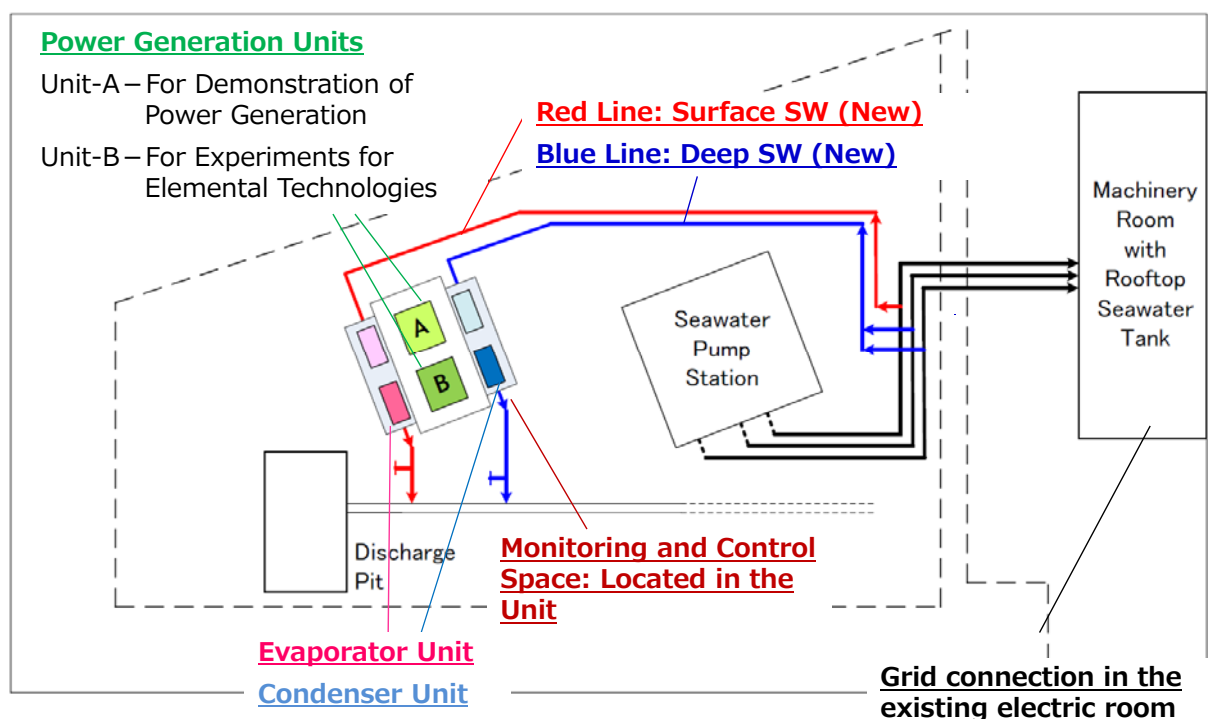 Power Generation Units
Unit-A – For Demonstration of
Power Generation
Unit-B – For Experiments for
Elemental Technologies
Red Line: Surface SW (New)
Blue Line: Deep SW (New)
Machinery
Room
with
Rooftop
Seawater
Tank
A
B
Seawater
Pump
Station
Discharge
Pit
Monitoring and Control
Space: Located in the
Unit
Evaporator Unit
Condenser Unit
Grid connection in the
existing electric room